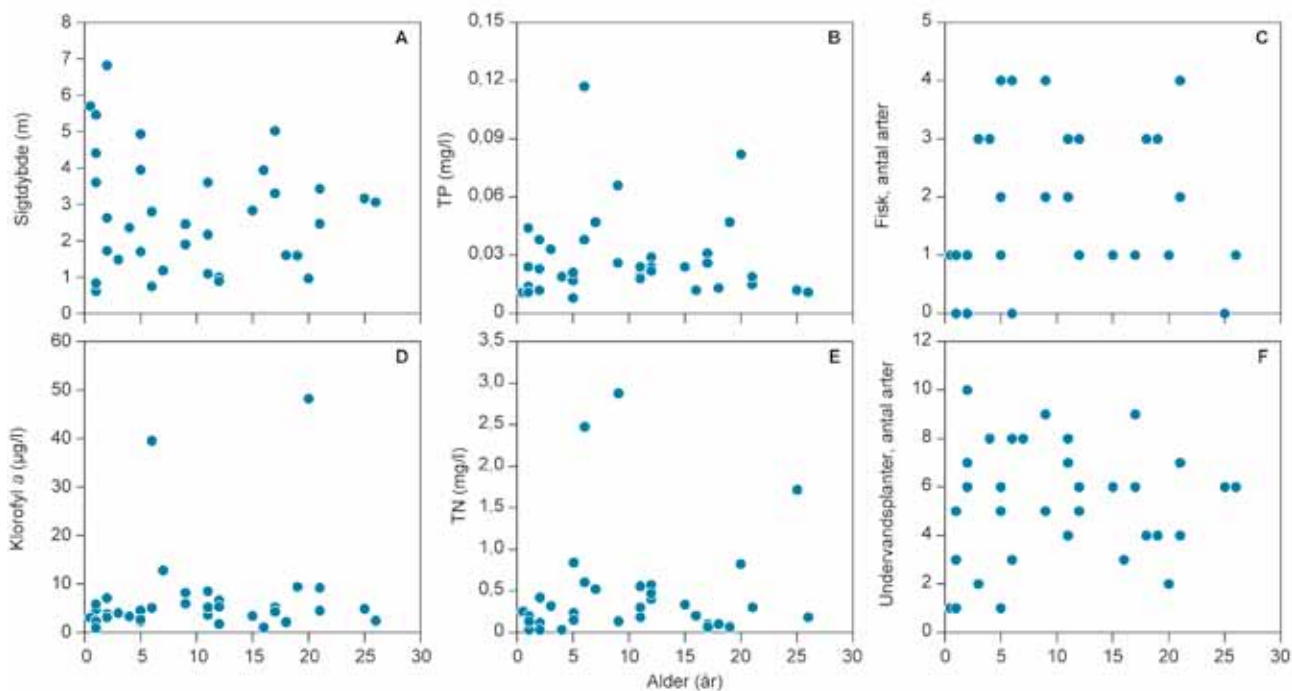 8
7
6
5
4
3
2
1
0
Sigtdybde (m)
A
0,15
0,12
0,09
0,06
0,03
0
TP (mg/l)
B
5
4
3
2
1
0
Fisk, antal arter
C
60
50
40
30
20
10
0
Klorofyl a (µg/l)
D
0 5 10 15 20 25 30
3,5
3,0
2,5
2,0
1,5
1,0
0,5
0
TN (mg/l)
E
0 5 10 15 20 25 30
Alder (år)
12
10
8
6
4
2
0
Undervandsplanter, antal arter
F
0 5 10 15 20 25 30